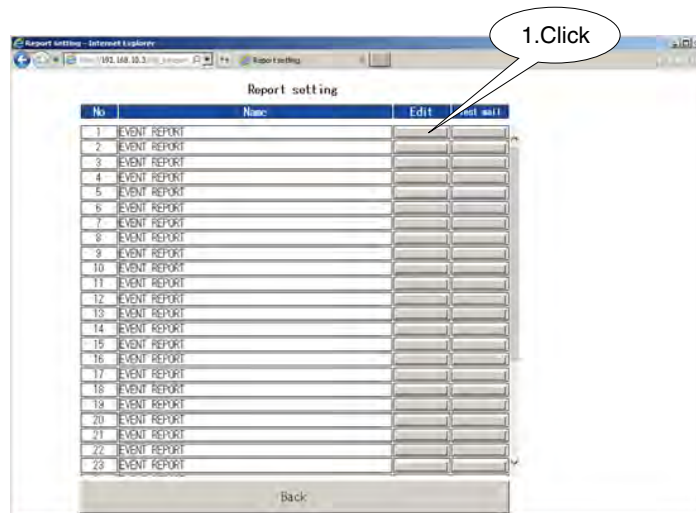 1.Click
Report setting - Internet Explorer
Report setting
Report setting
No Name Edit Test mail
1 EVENT REPORT
2 EVENT REPORT
3 EVENT REPORT
4 EVENT REPORT
5 EVENT REPORT
6 EVENT REPORT
7 EVENT REPORT
8 EVENT REPORT
9 EVENT REPORT
10 EVENT REPORT
11 EVENT REPORT
12 EVENT REPORT
13 EVENT REPORT
14 EVENT REPORT
15 EVENT REPORT
16 EVENT REPORT
17 EVENT REPORT
18 EVENT REPORT
19 EVENT REPORT
20 EVENT REPORT
21 EVENT REPORT
22 EVENT REPORT
23 EVENT REPORT
Back